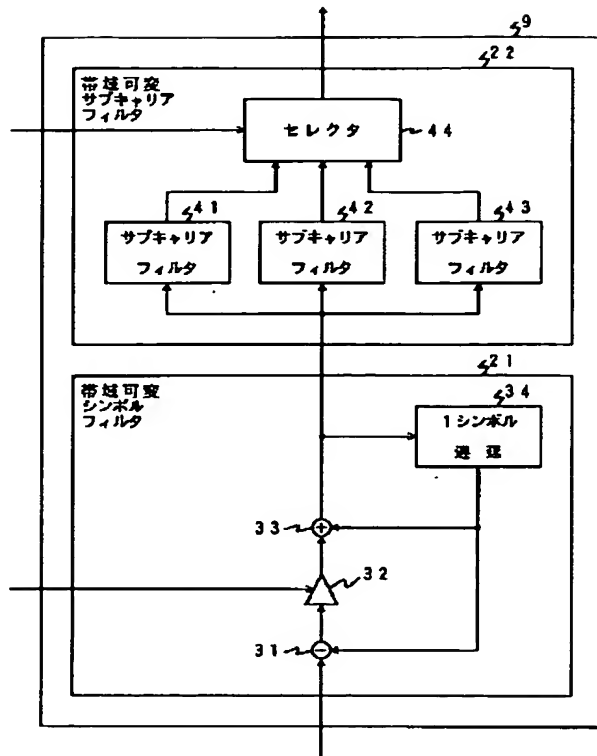 9
22
帯域可変
サブキャリア
フィルタ
セレクタ
44
41
42
43
サブキャリア
フィルタ
サブキャリア
フィルタ
サブキャリア
フィルタ
21
帯域可変
シンボル
フィルタ
34
1シンボル
遅延
33
+
32
31
−